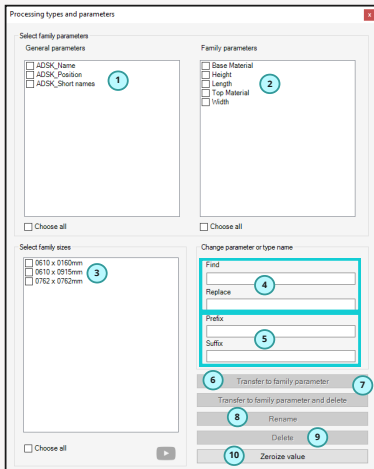 Processing types and parameters
x
Select family parameters
General parameters
ADSK_Name
ADSK_Position
ADSK_Short names
1
Choose all
Family parameters
Base Material
Height
Length
Top Material
Width
2
Choose all
Select family sizes
0610 x 0160mm
0610 x 0915mm
0762 x 0762mm
3
Choose all
Change parameter or type name
Find
4
Replace
Prefix
5
Suffix
6 Transfer to family parameter 7
Transfer to family parameter and delete
8 Rename
Delete 9
10 Zeroize value